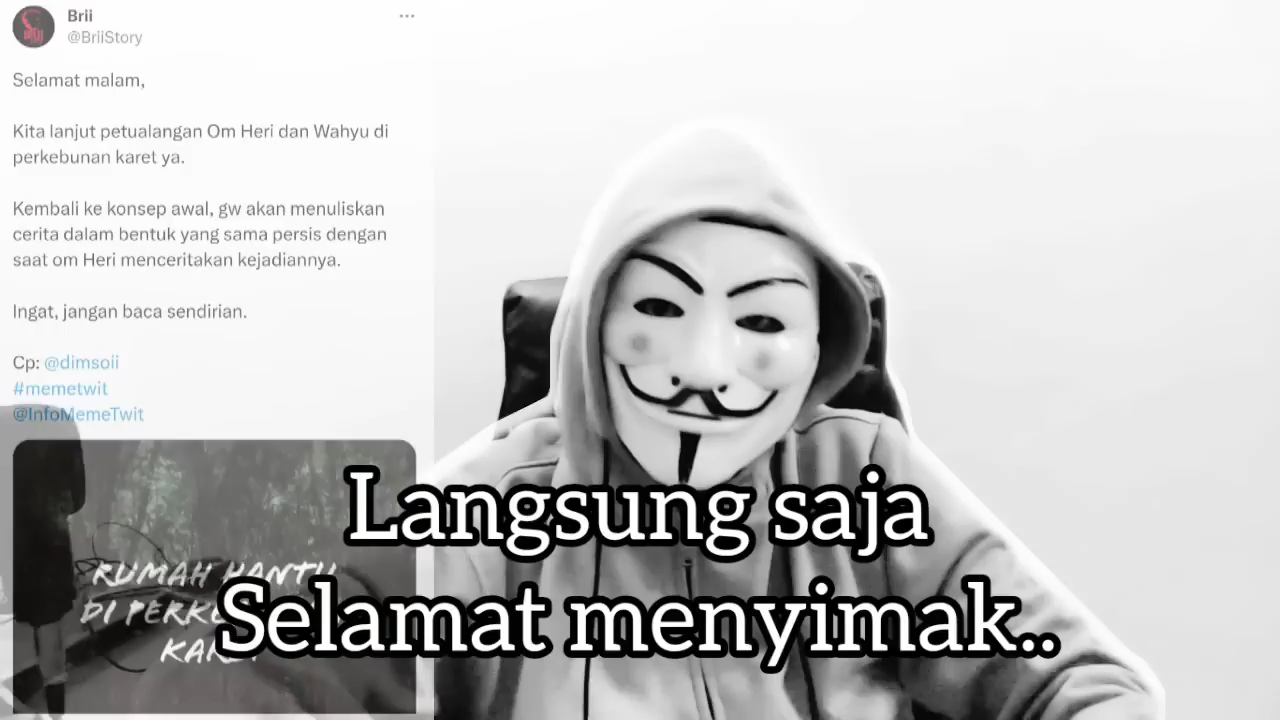 Brii
@BriiStory
Selamat malam,
Kita lanjut petualangan Om Heri dan Wahyu di
perkebunan karet ya.
Kembali ke konsep awal, gw akan menuliskan
cerita dalam bentuk yang sama persis dengan
saat om Heri menceritakan kejadiannya.
Ingat, jangan baca sendirian.
Cp: @dimsoii
#memetwit
@InfoMemeTwit
RUMAH HANTU
DI
Langsung saja
Selamat menyimak..